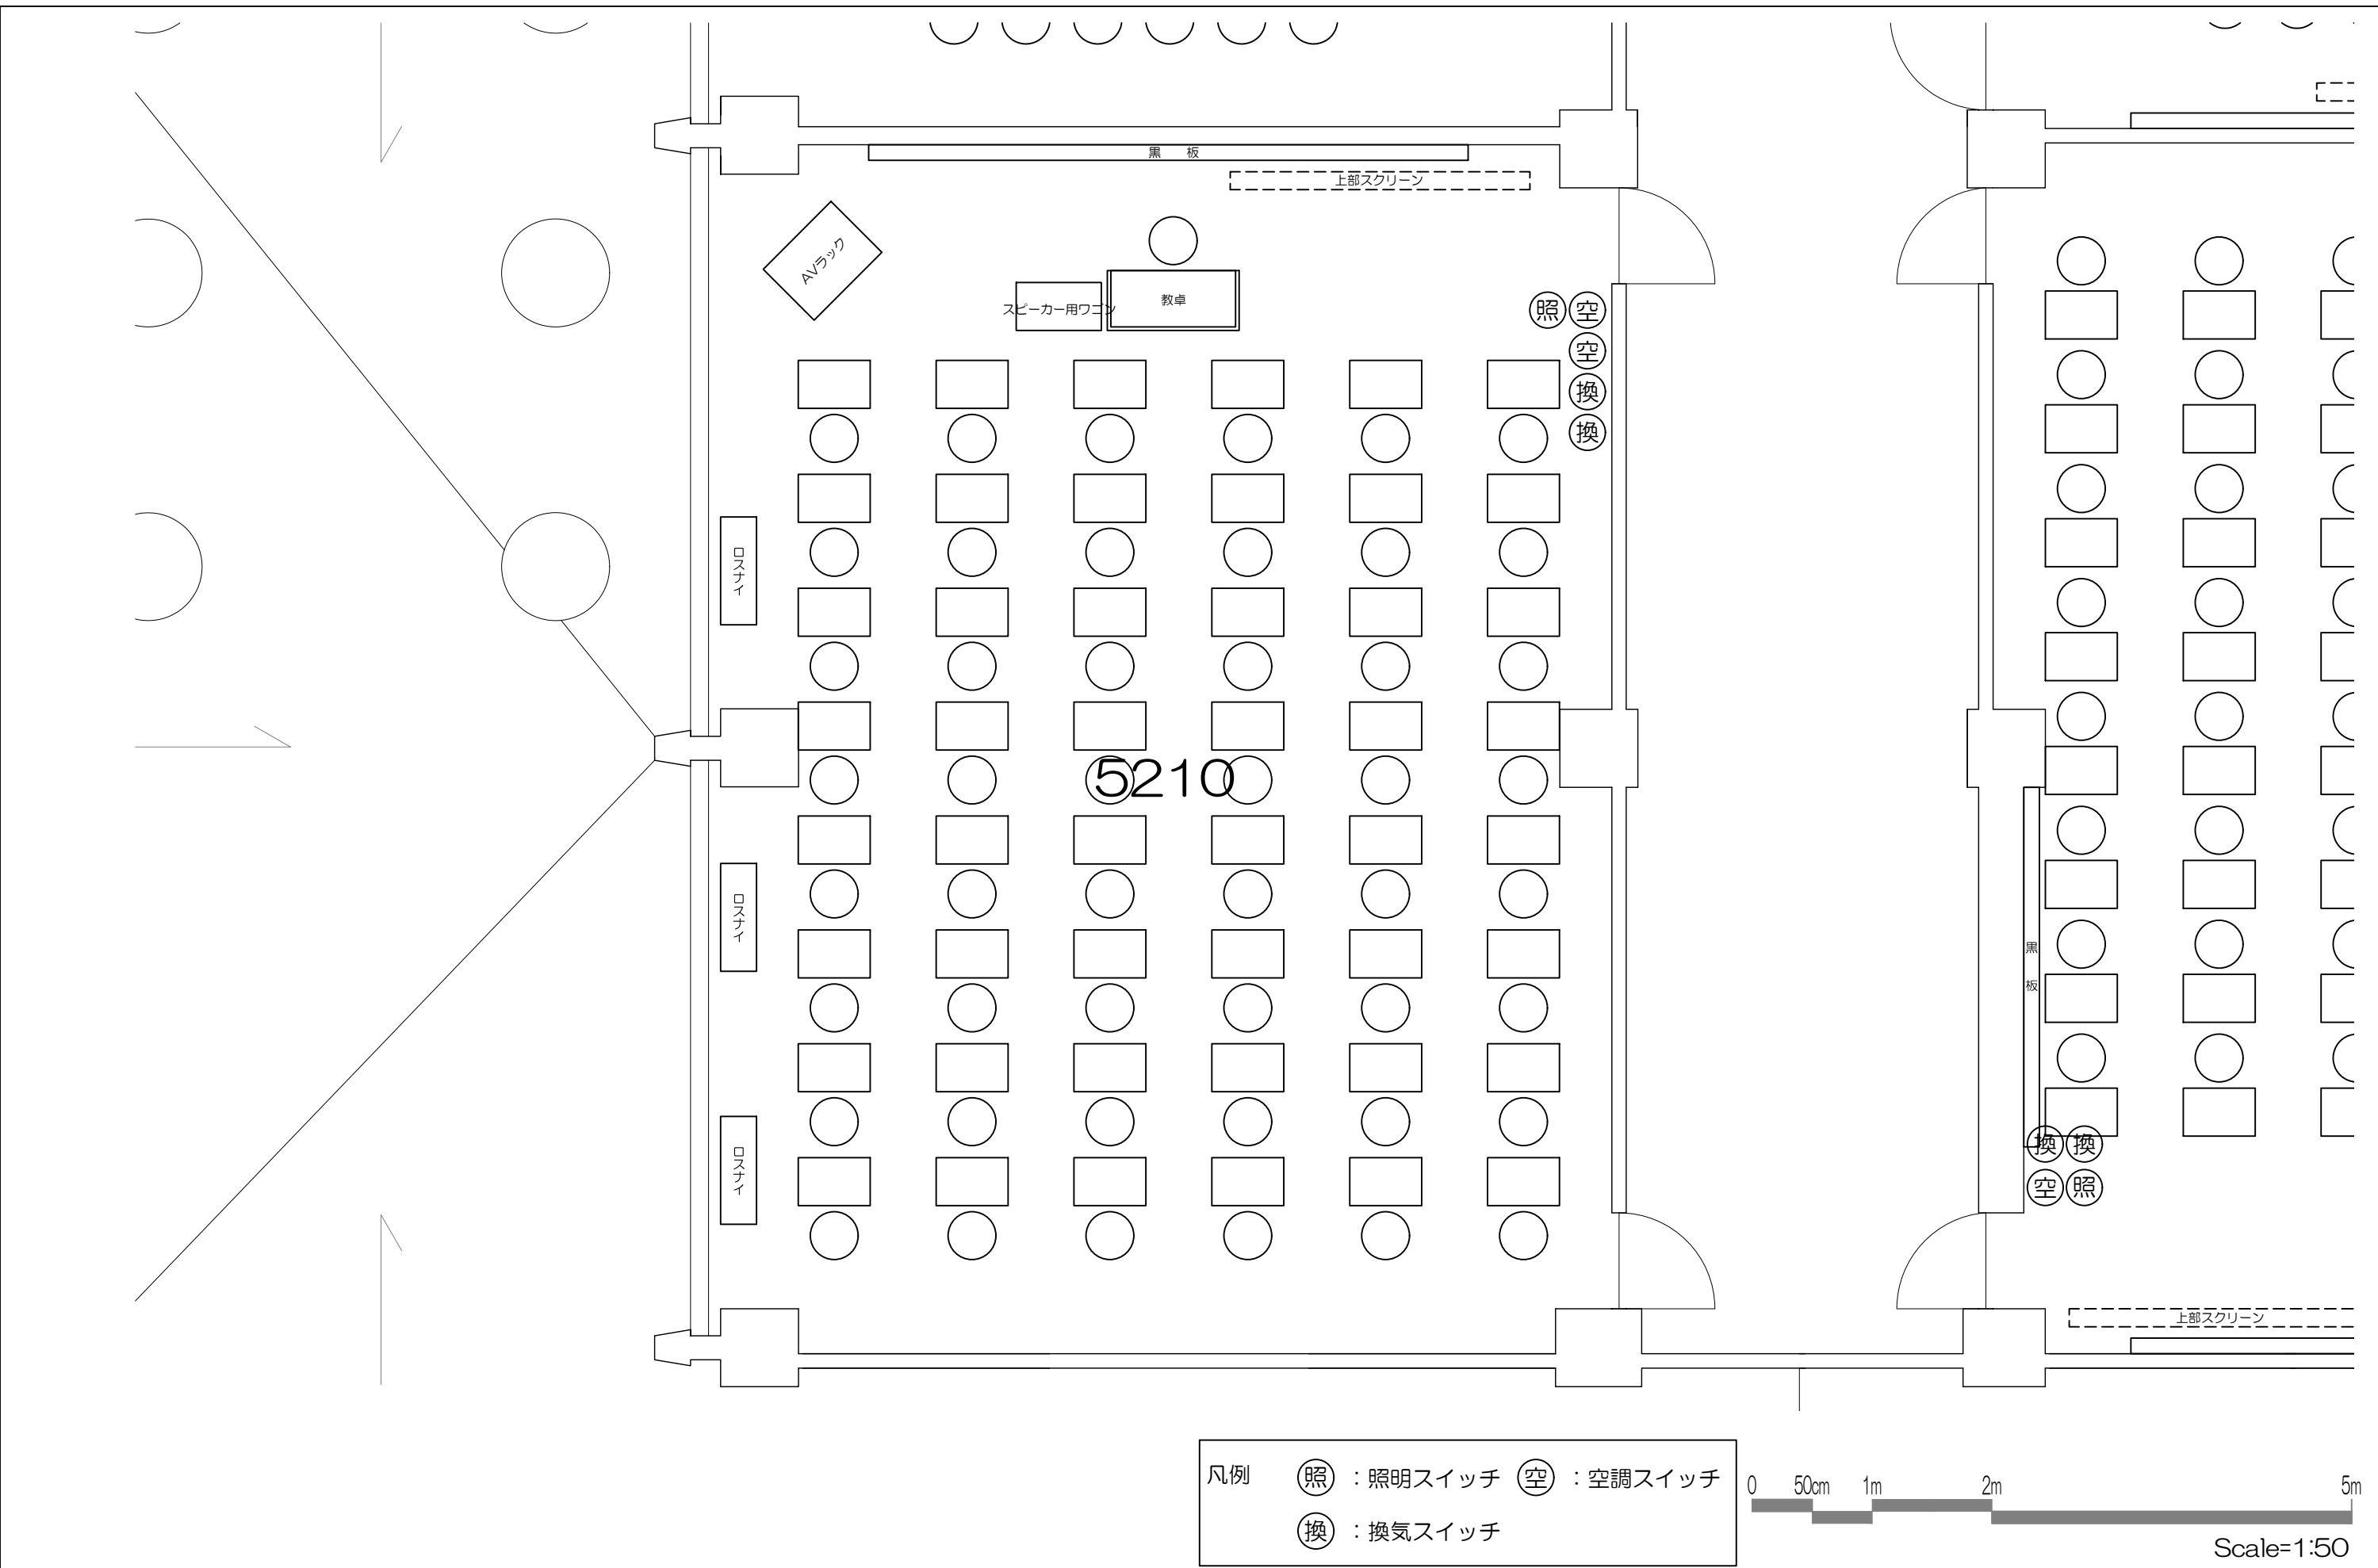 黒 板
上部スクリーン
AVラック
スピーカー用ワゴン
教卓
照 空
空
換
換
ロスナイ
5210
ロスナイ
ロスナイ
黒 板
換 換
空 照
上部スクリーン
凡例 照 : 照明スイッチ 空 : 空調スイッチ
換 : 換気スイッチ
0 50cm 1m 2m 5m
Scale=1:50